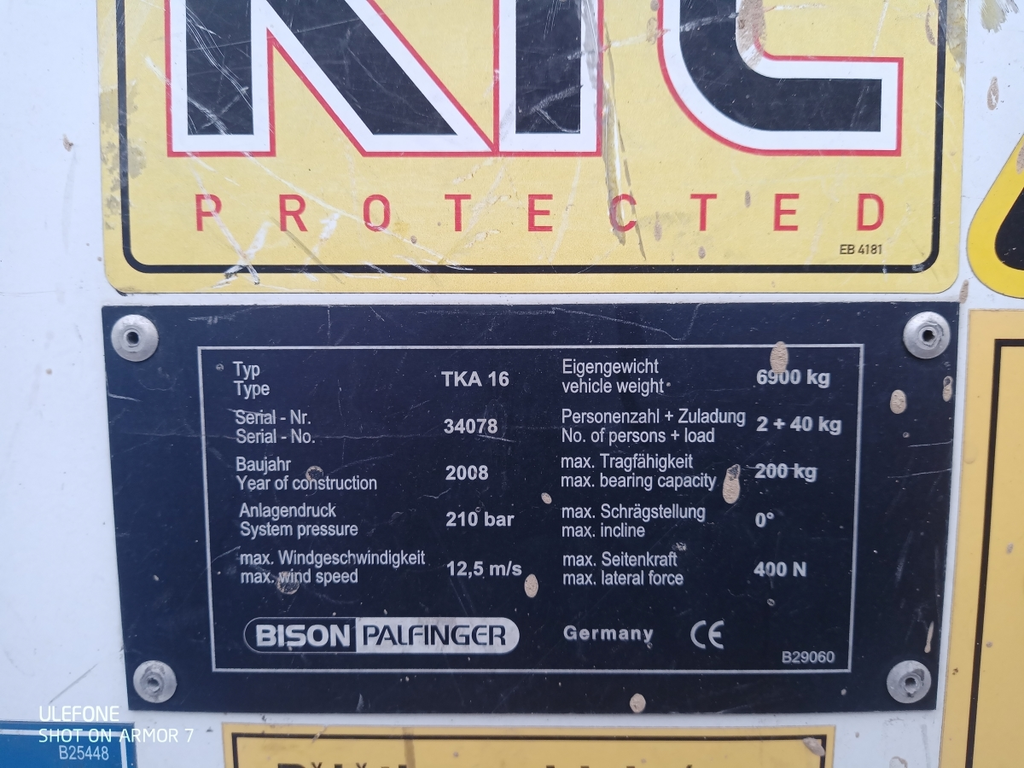 PROTECTED
EB 4181
Typ
Type
TKA 16
Serial - Nr.
Serial - No.
34078
Baujahr
Year of construction
2008
Anlagendruck
System pressure
210 bar
max. Windgeschwindigkeit
max. wind speed
12,5 m/s
Eigengewicht
vehicle weight
6900 kg
Personenzahl + Zuladung
No. of persons + load
2 + 40 kg
max. Tragfähigkeit
max. bearing capacity
200 kg
max. Schrägstellung
max. incline
0°
max. Seitenkraft
max. lateral force
400 N
BISON PALFINGER
Germany CE
B29060
ULEFONE
SHOT ON ARMOR 7
B25448